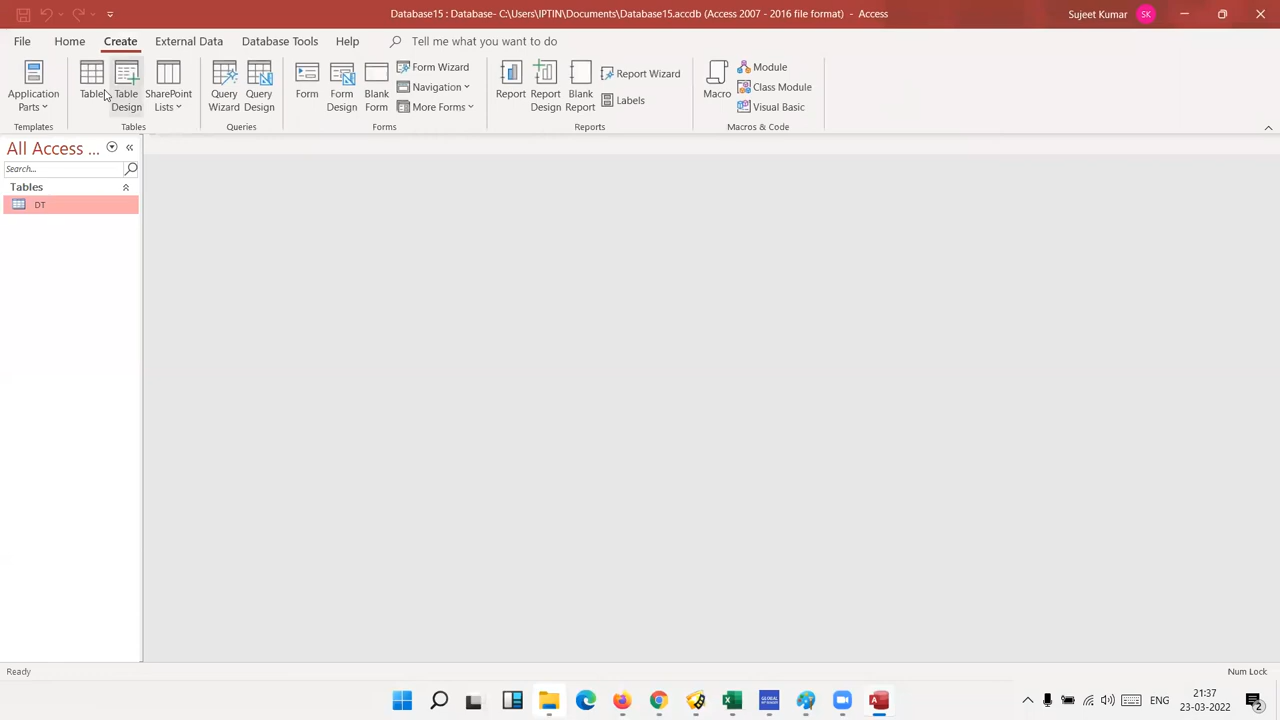 Database15 : Database- C:\Users\IPTIN\Documents\Database15.accdb (Access 2007 - 2016 file format) - Access
Sujeet Kumar
SK
File
Home
Create
External Data
Database Tools
Help
Tell me what you want to do
Application Parts
Table
Table Design
SharePoint Lists
Query Wizard
Query Design
Form
Form Design
Blank Form
Form Wizard
Navigation
More Forms
Report
Report Design
Blank Report
Report Wizard
Labels
Macro
Module
Class Module
Visual Basic
Templates
Tables
Queries
Forms
Reports
Macros & Code
All Access ...
Search...
Tables
DT
Ready
Num Lock
ENG
21:37
23-03-2022
2